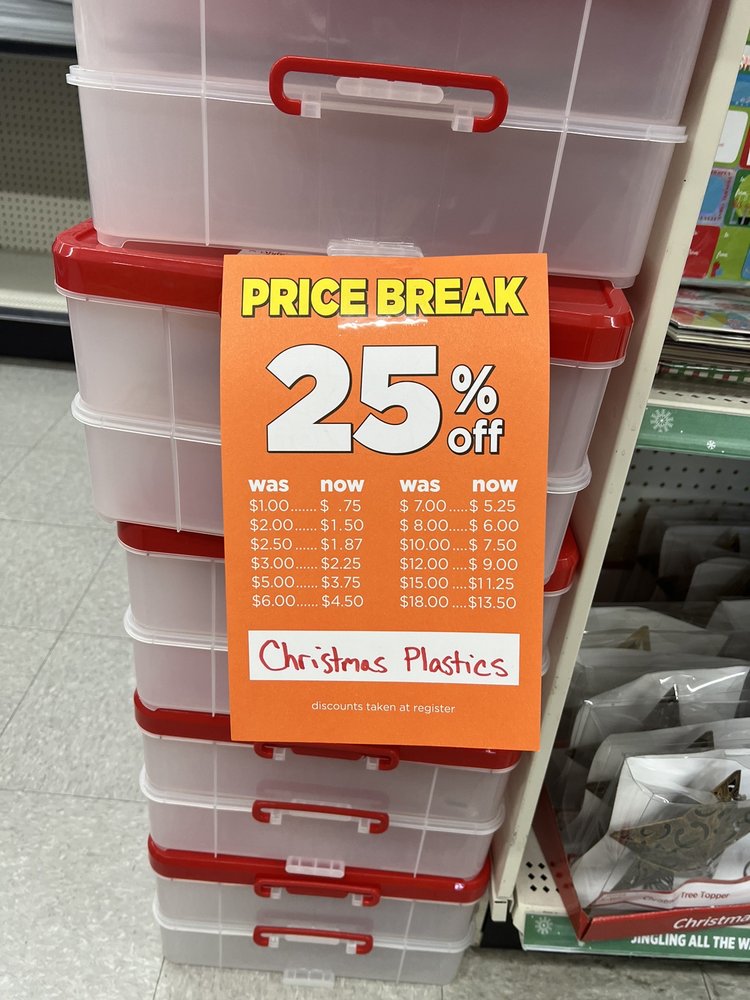 PRICE BREAK
25% off
was now
$1.00.......$ .75
$2.00......$1.50
$2.50......$1.87
$3.00......$2.25
$5.00......$3.75
$6.00......$4.50
was now
$ 7.00.....$ 5.25
$ 8.00.....$ 6.00
$10.00....$ 7.50
$12.00....$ 9.00
$15.00....$11.25
$18.00....$13.50
Christmas Plastics
discounts taken at register
Tree Topper
Christma
JINGLING ALL THE W